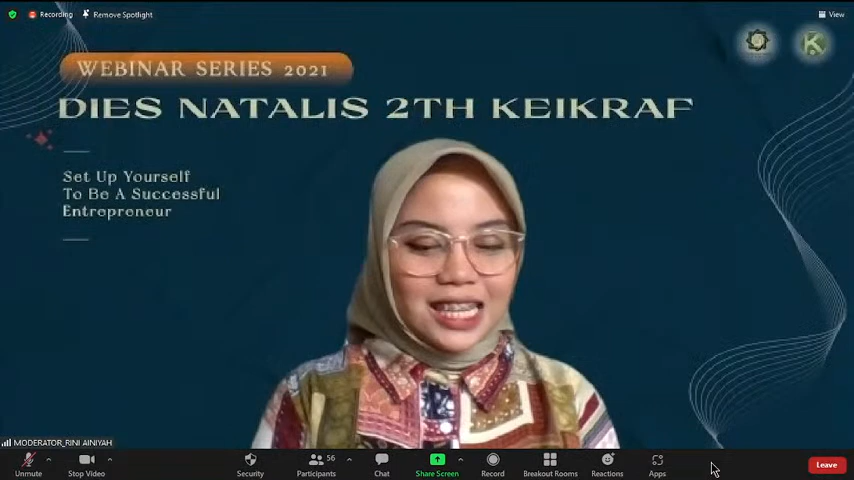 Recording
Remove Spotlight
View
WEBINAR SERIES 2021
DIES NATALIS 2TH KEIKRAF
Set Up Yourself
To Be A Successful
Entrepreneur
MODERATOR_RINI AINIYAH
Unmute
Stop Video
Security
Participants
56
Chat
Share Screen
Record
Breakout Rooms
Reactions
Apps
Leave